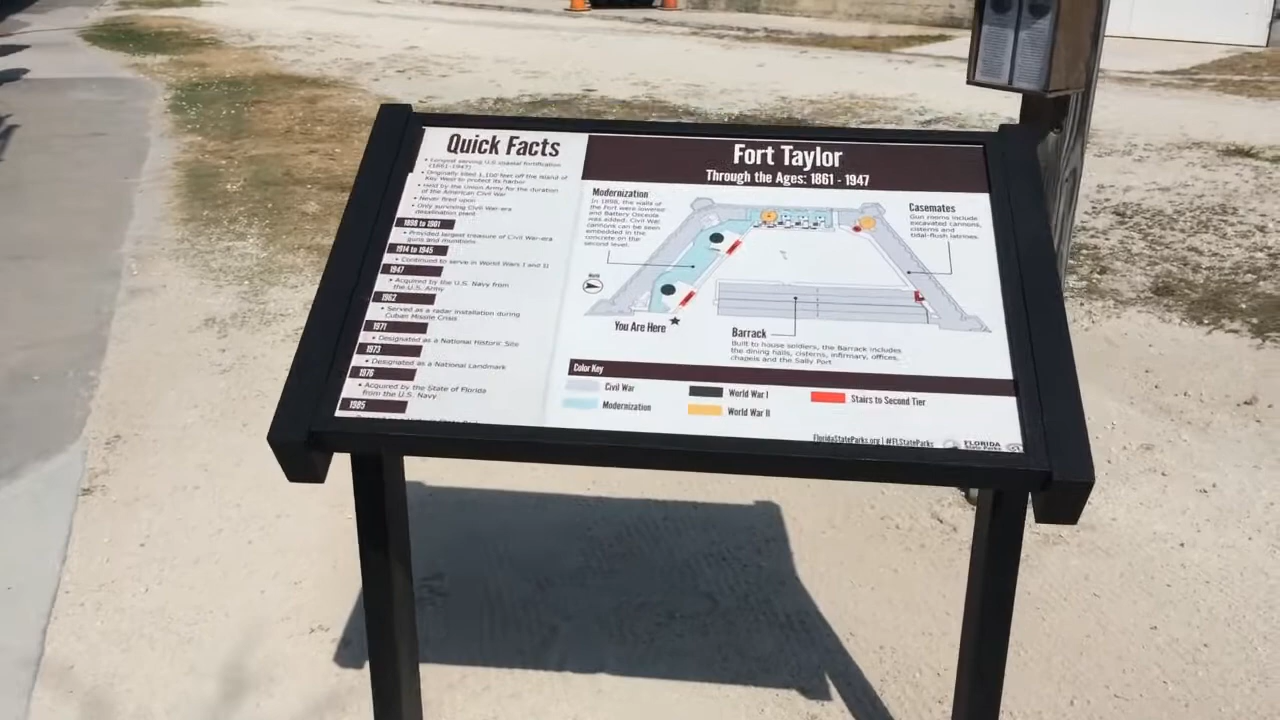 Quick Facts
• Longest serving U.S coastal fortification
(1861-1947)
• Originally sited 1,100 feet off the island of
Key West to protect its harbor
• Held by the Union Army for the duration
of the American Civil War
• Never fired upon
• Only surviving Civil War-era
desalination plant
1898 to 1901
• Provided largest treasure of Civil War-era
guns and munitions
1914 to 1945
• Continued to serve in World Wars I and II
1947
• Acquired by the U.S. Navy from
the U.S. Army
1962
• Served as a radar installation during
Cuban Missile Crisis
1971
• Designated as a National Historic Site
1973
• Designated as a National Landmark
1976
• Acquired by the State of Florida
from the U.S. Navy
1985
Fort Taylor
Through the Ages: 1861 - 1947
Modernization
In 1898, the walls of
the Fort were lowered
and Battery Osceola
was added. Civil War
cannons can be seen
embedded in the
concrete on the
second level.
Casemates
Gun rooms include
excavated cannons,
cisterns and
tidal-flush latrines.
North
You Are Here
Barrack
Built to house soldiers, the Barrack includes
the dining halls, cisterns, infirmary, offices,
chapels and the Sally Port
Color Key
Civil War
Modernization
World War I
World War II
Stairs to Second Tier
FloridaStateParks.org | #FLStateParks
FLORIDA
State Parks